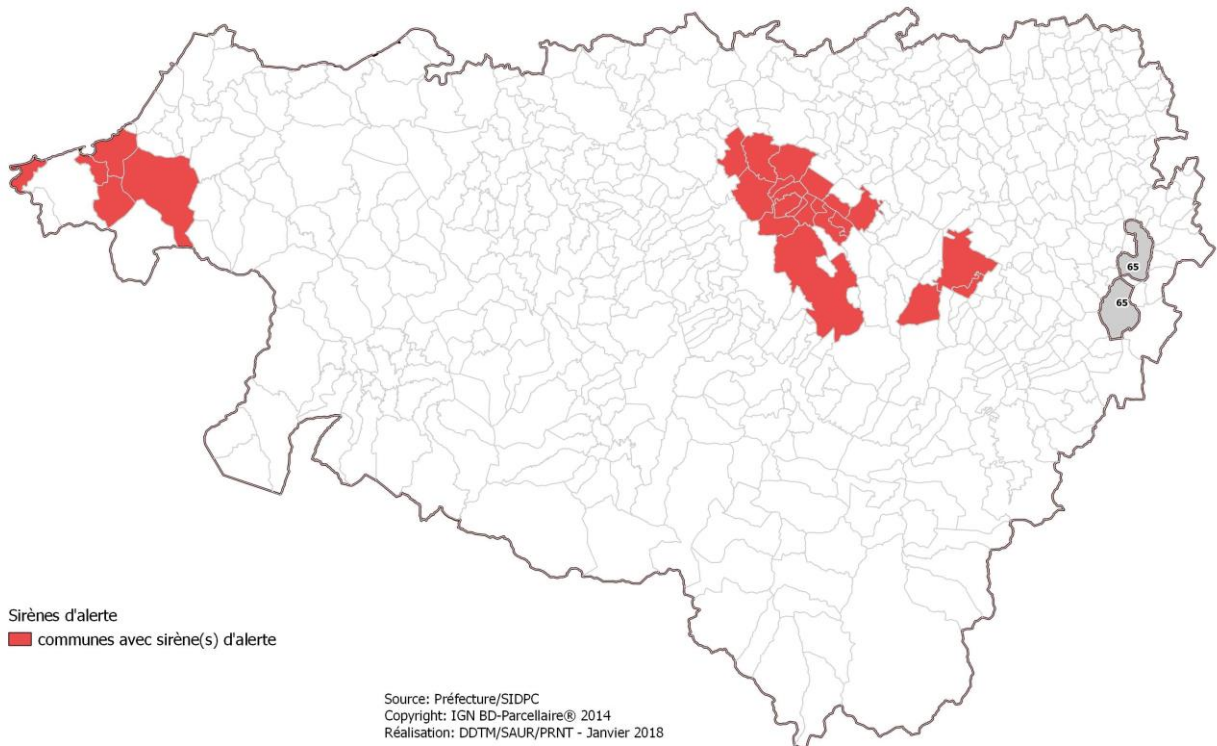 65
65
Sirènes d'alerte
communes avec sirène(s) d'alerte
Source: Préfecture/SIDPC
Copyright: IGN BD-Parcellaire® 2014
Réalisation: DDTM/SAUR/PRNT - Janvier 2018